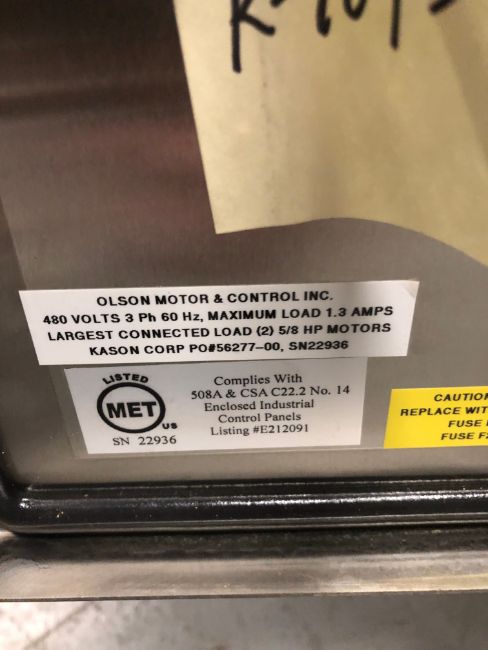 OLSON MOTOR & CONTROL INC.
480 VOLTS 3 Ph 60 Hz, MAXIMUM LOAD 1.3 AMPS
LARGEST CONNECTED LOAD (2) 5/8 HP MOTORS
KASON CORP PO#56277-00, SN22936
LISTED
MET
US
SN 22936
Complies With
508A & CSA C22.2 No. 14
Enclosed Industrial
Control Panels
Listing #E212091
CAUTION
REPLACE WIT
FUSE
FUSE